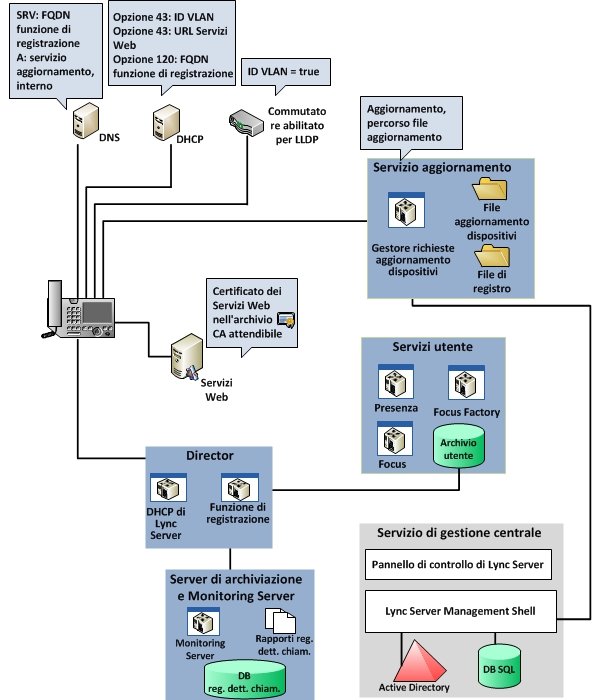 SRV: FQDN
funzione di
registrazione
A: servizio
aggiornamento,
interno
Opzione 43: ID VLAN
Opzione 43: URL Servizi
Web
Opzione 120: FQDN
funzione di registrazione
ID VLAN = true
DNS
DHCP
Commutato
re abilitato
per LLDP
Aggiornamento,
percorso file
aggiornamento
Servizio aggiornamento
Gestore richieste
aggiornamento
dispositivi
File
aggiornamento
dispositivi
File di
registro
Certificato dei
Servizi Web
nell'archivio
CA attendibile
Servizi
Web
Servizi utente
Presenza
Focus Factory
Focus
Archivio
utente
Director
DHCP di
Lync
Server
Funzione di
registrazione
Server di archiviazione
e Monitoring Server
Monitoring
Server
Rapporti reg.
dett. chiam.
DB
reg. dett. chiam.
Servizio di gestione centrale
Pannello di controllo di Lync Server
Lync Server Management Shell
Active Directory
DB SQL